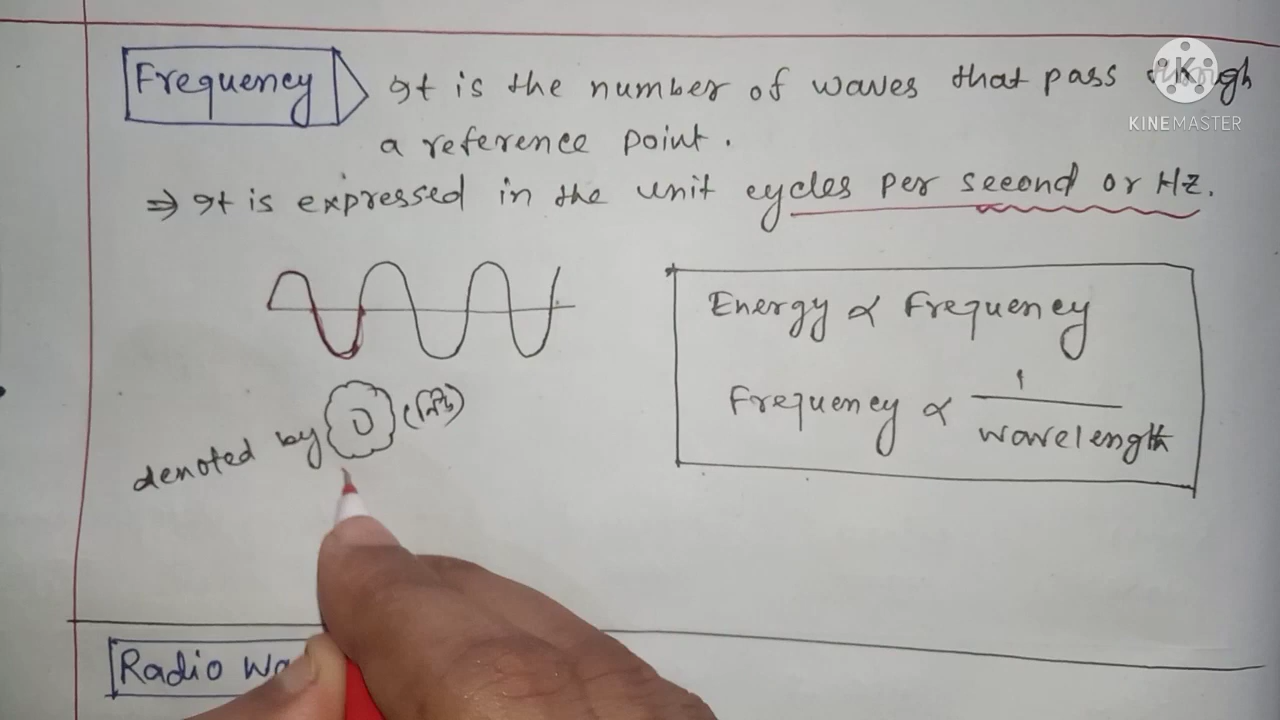 Frequency It is the number of waves that pass
a reference point.
⇒ It is expressed in the unit cycles per second or Hz.
Energy ∝ Frequency
Frequency ∝ 1
wavelength
denoted by υ
Radio
KINEMASTER